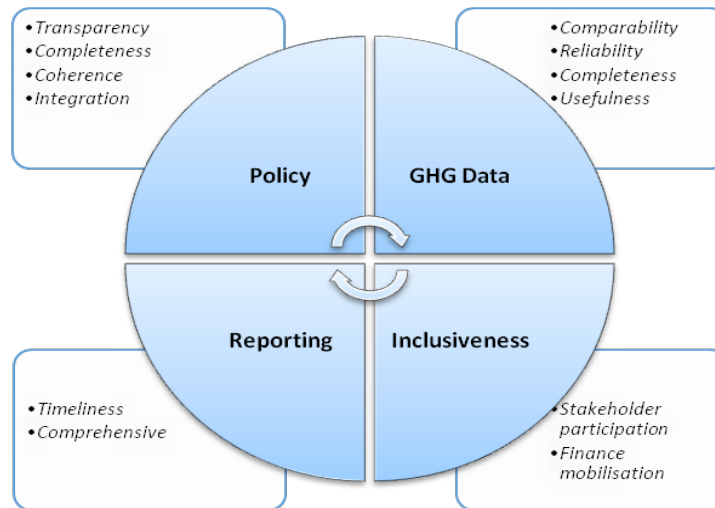 •Transparency
•Completeness
•Coherence
•Integration
•Comparability
•Reliability
•Completeness
•Usefulness
Policy
GHG Data
Reporting
Inclusiveness
•Timeliness
•Comprehensive
•Stakeholder
participation
•Finance
mobilisation